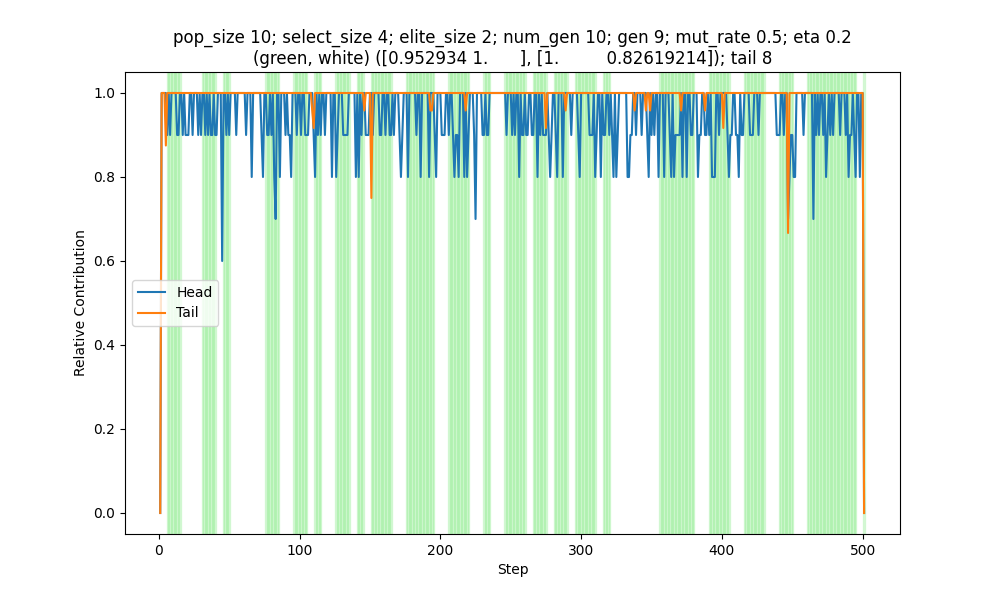 pop_size 10; select_size 4; elite_size 2; num_gen 10; gen 9; mut_rate 0.5; eta 0.2
(green, white) ([0.952934 1.       ], [1.         0.82619214]); tail 8
1.0
0.8
0.6
0.4
0.2
0.0
Relative Contribution
Head
Tail
0 100 200 300 400 500
Step